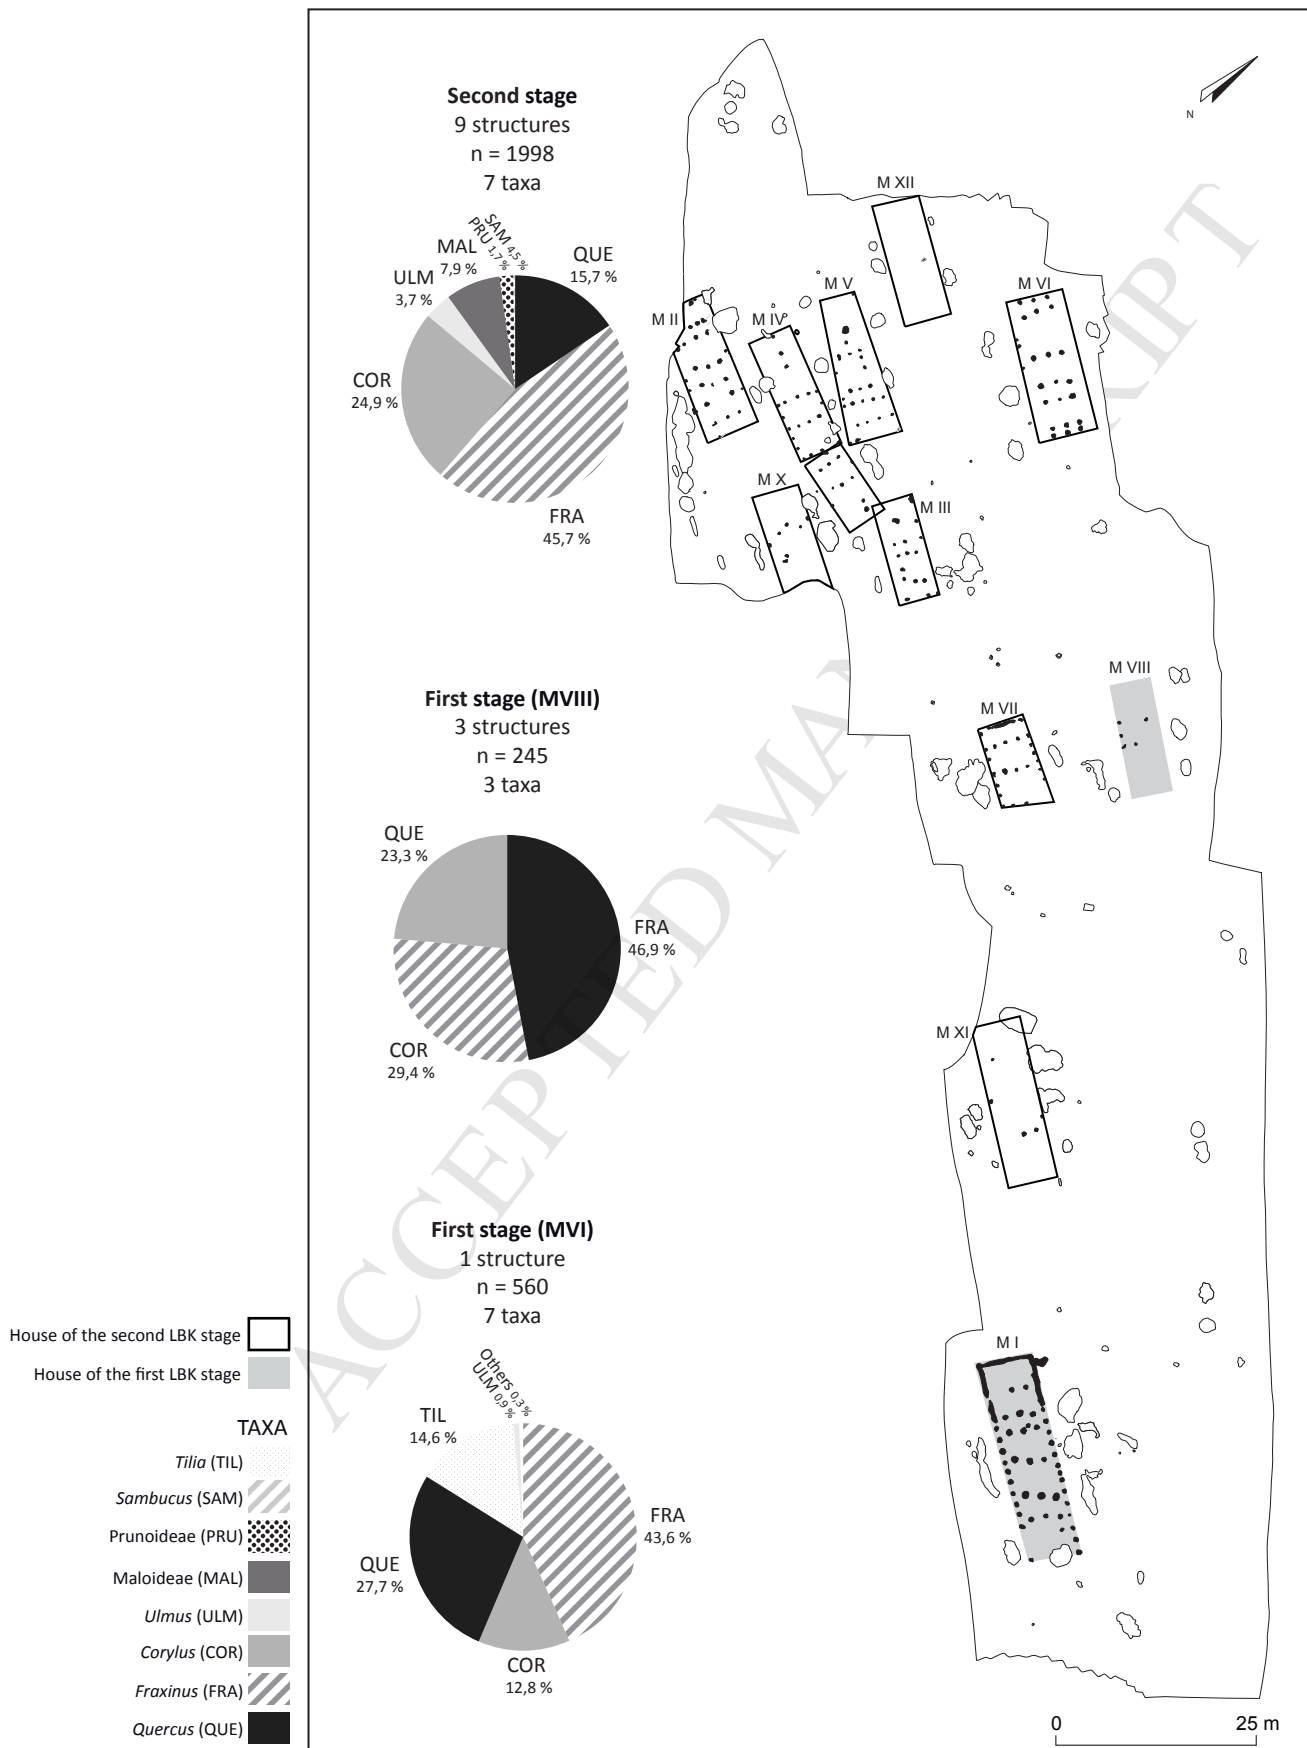 Second stage
9 structures
n = 1998
7 taxa
SAM 4,5 %
PRU 1,7 %
MAL
7,9 %
ULM
3,7 %
QUE
15,7 %
COR
24,9 %
FRA
45,7 %
First stage (MVIII)
3 structures
n = 245
3 taxa
QUE
23,3 %
FRA
46,9 %
COR
29,4 %
First stage (MVI)
1 structure
n = 560
7 taxa
Others 0,3 %
ULM 0,9 %
TIL
14,6 %
FRA
43,6 %
QUE
27,7 %
COR
12,8 %
N
M XII
M VI
M V
M IV
M II
M X
M III
M VIII
M VII
M XI
M I
0 25 m
House of the second LBK stage
House of the first LBK stage
TAXA
Tilia (TIL)
Sambucus (SAM)
Prunoideae (PRU)
Maloideae (MAL)
Ulmus (ULM)
Corylus (COR)
Fraxinus (FRA)
Quercus (QUE)
ACCEPTED MA RIPT